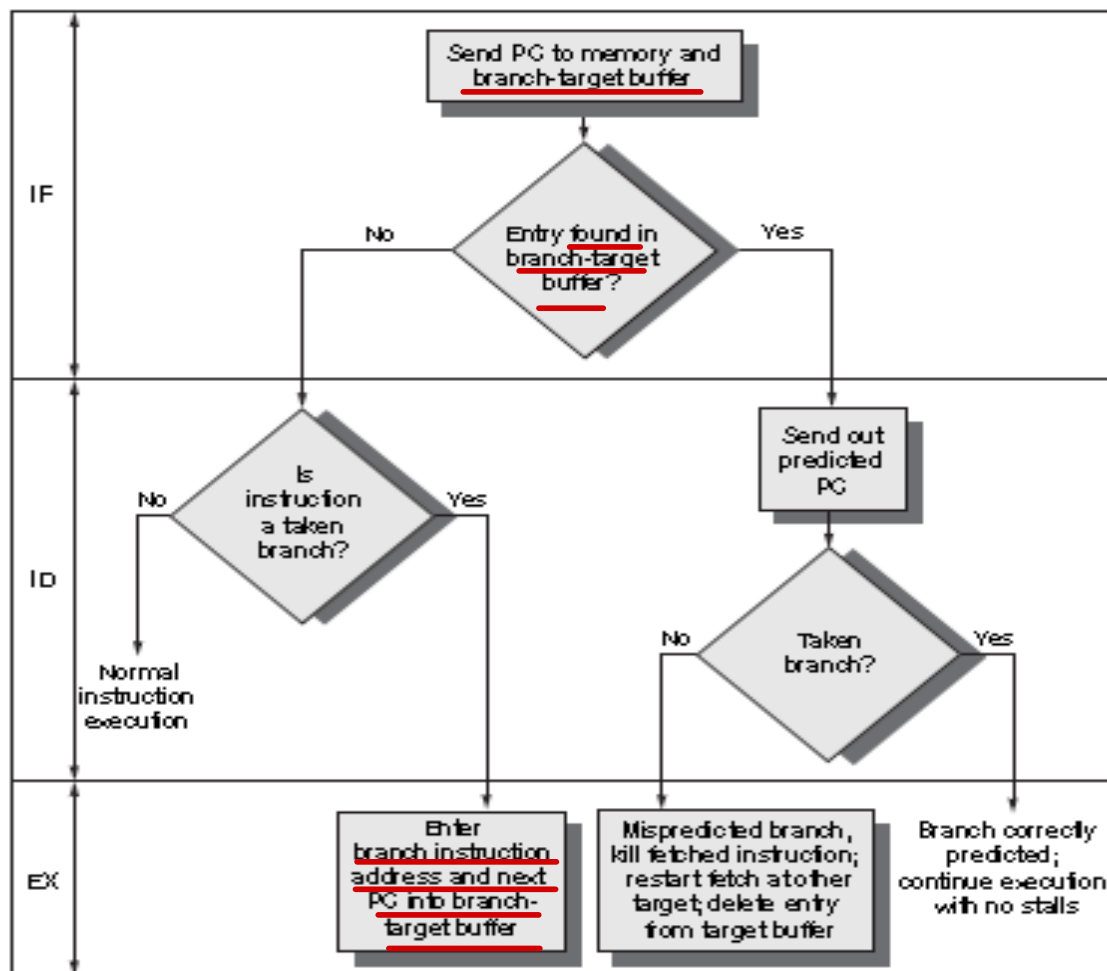 Send PC to memory and
branch-target buffer
IF
No
Entry found in
branch-target
buffer?
Yes
Is
instruction
a taken
branch?
No
Yes
Send out
predicted
PC
ID
No
Taken
branch?
Yes
Normal
instruction
execution
EX
Enter
branch instruction
address and next
PC into branch-
target buffer
Mispredicted branch,
kill fetched instruction;
restart fetch at other
target; delete entry
from target buffer
Branch correctly
predicted;
continue execution
with no stalls